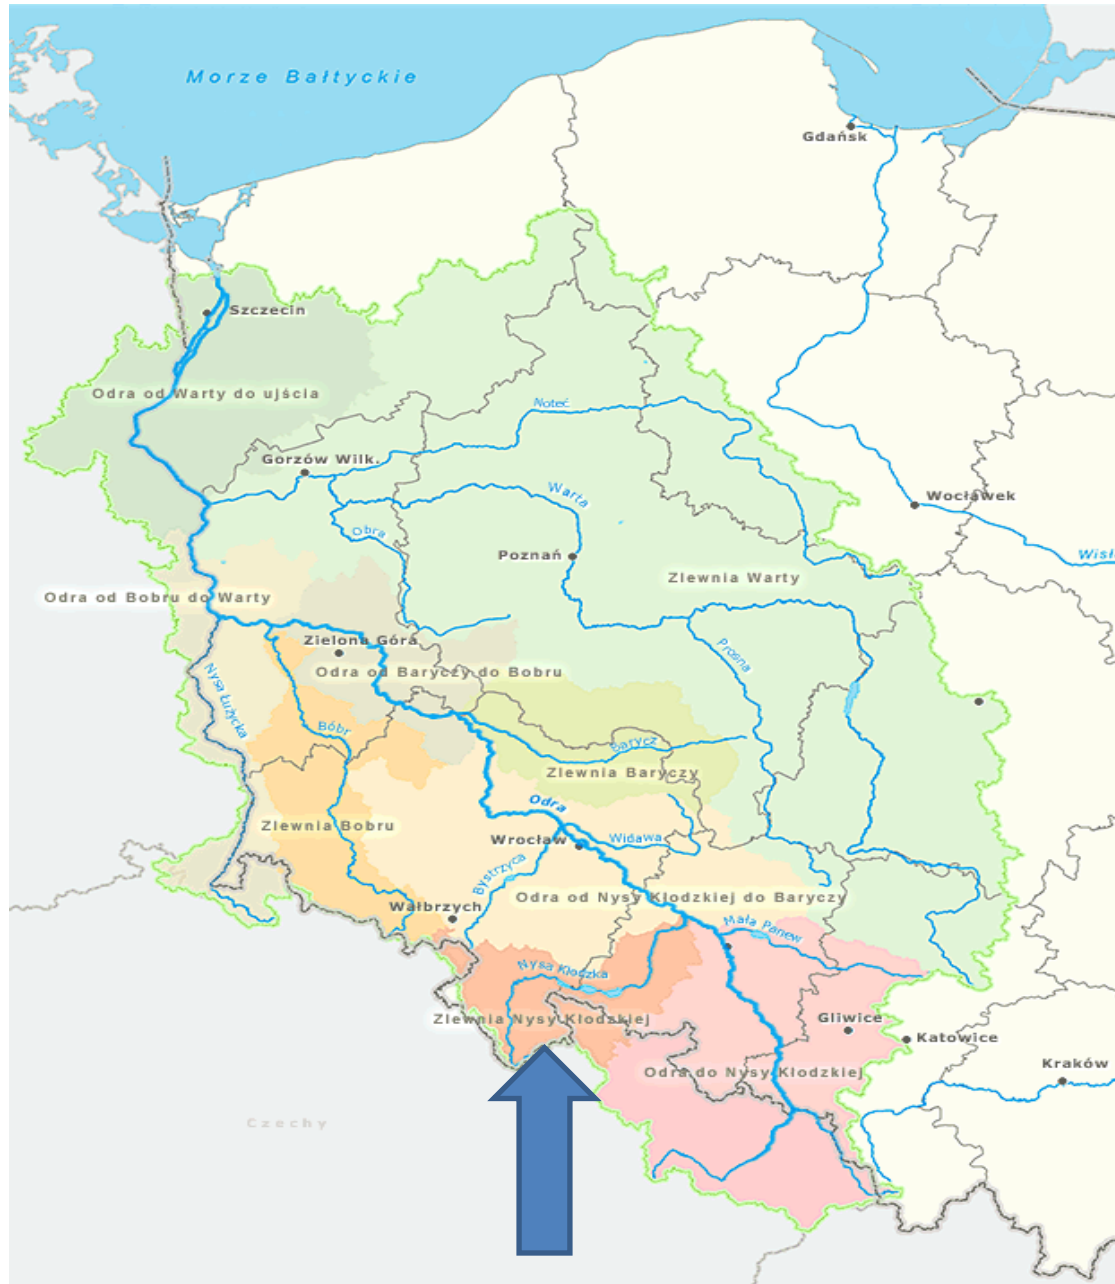 Morze Bałtyckie
Gdańsk
Szczecin
Odra od Warty do ujścia
Noteć
Gorzów Wilk.
Warta
Wocławek
Obra
Poznań
Wisł
Zlewnia Warty
Odra od Bobru do Warty
Zielona Góra
Prosna
Odra od Baryczy do Bobru
Nysa Łużycka
Bóbr
Barycz
Zlewnia Baryczy
Odra
Zlewnia Bobru
Wrocław
Widawa
Bystrzyca
Odra od Nysy Kłodzkiej do Baryczy
Wałbrzych
Mała Panew
Nysa Kłodzka
Zlewnia Nysy Kłodzkiej
Gliwice
Katowice
Kraków
Odra do Nysy Kłodzkiej
Czechy